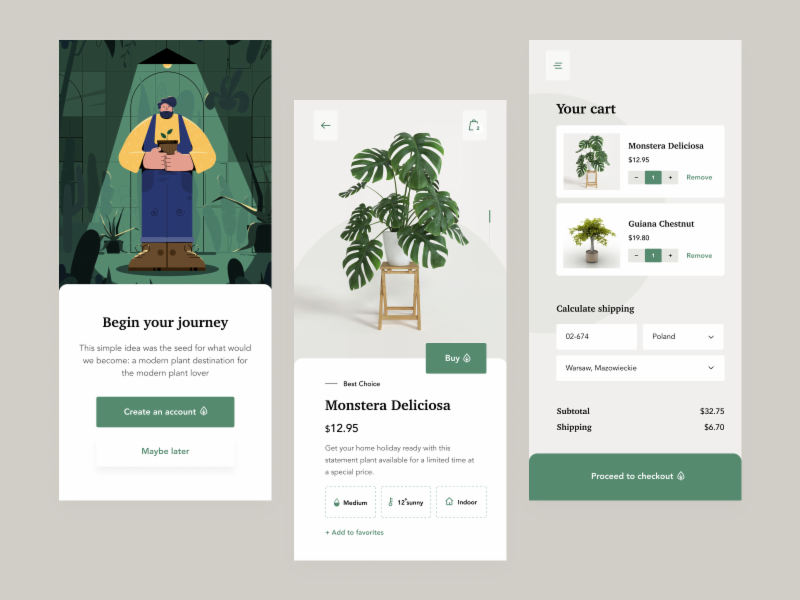 Begin your journey
This simple idea was the seed for what would
we become: a modern plant destination for
the modern plant lover
Create an account
Maybe later
2
Buy
Best Choice
Monstera Deliciosa
$12.95
Get your home holiday ready with this
statement plant available for a limited time at
a special price.
Medium
12°sunny
Indoor
+ Add to favorites
Your cart
Monstera Deliciosa
$12.95
− 1 + Remove
Guiana Chestnut
$19.80
− 1 + Remove
Calculate shipping
02-674 Poland
Warsaw, Mazowieckie
Subtotal $32.75
Shipping $6.70
Proceed to checkout